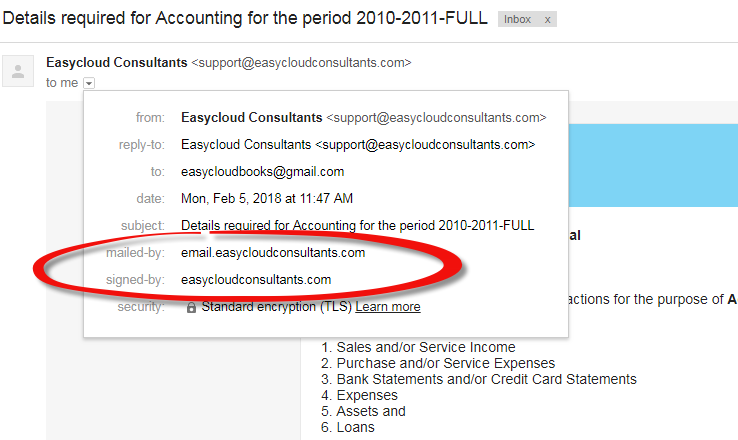 Details required for Accounting for the period 2010-2011-FULL Inbox x
Easycloud Consultants <support@easycloudconsultants.com>
to me
from: Easycloud Consultants <support@easycloudconsultants.com>
reply-to: Easycloud Consultants <support@easycloudconsultants.com>
to: easycloudbooks@gmail.com
date: Mon, Feb 5, 2018 at 11:47 AM
subject: Details required for Accounting for the period 2010-2011-FULL
al
mailed-by: email.easycloudconsultants.com
signed-by: easycloudconsultants.com
actions for the purpose of A
security: Standard encryption (TLS) Learn more
1. Sales and/or Service Income
2. Purchase and/or Service Expenses
3. Bank Statements and/or Credit Card Statements
4. Expenses
5. Assets and
6. Loans